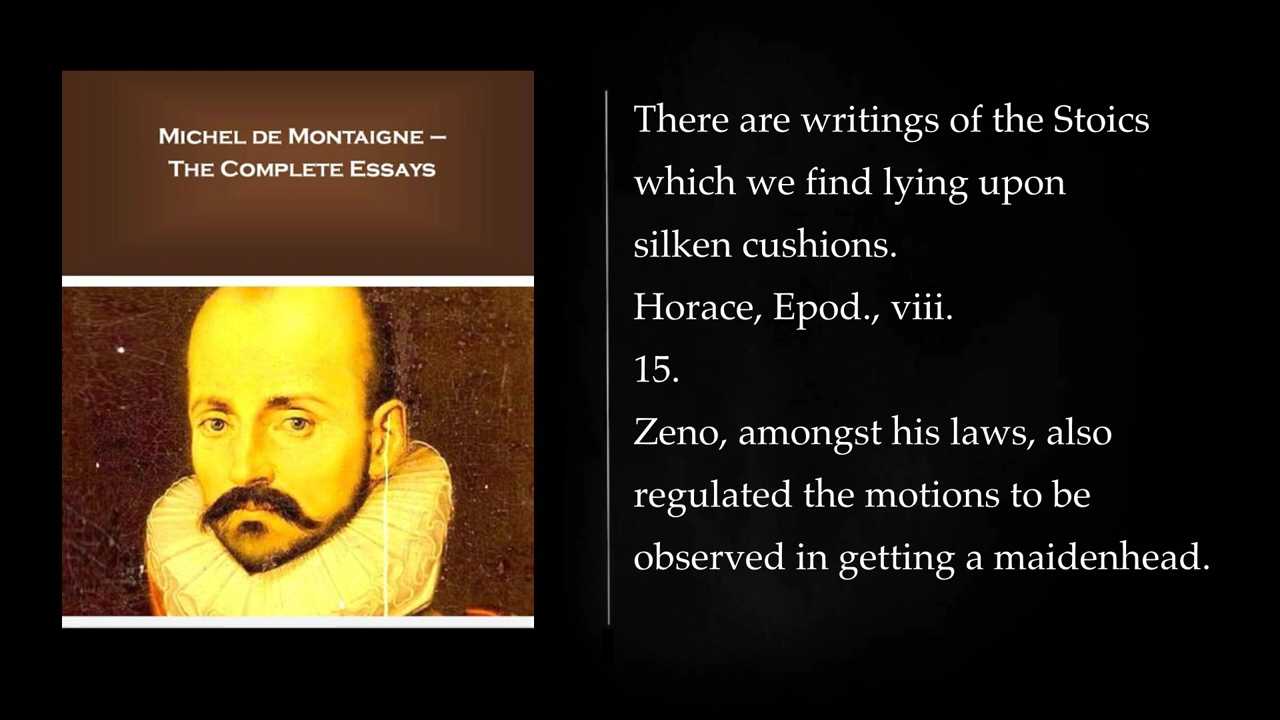 Michel de Montaigne –
The Complete Essays
There are writings of the Stoics
which we find lying upon
silken cushions.
Horace, Epod., viii.
15.
Zeno, amongst his laws, also
regulated the motions to be
observed in getting a maidenhead.